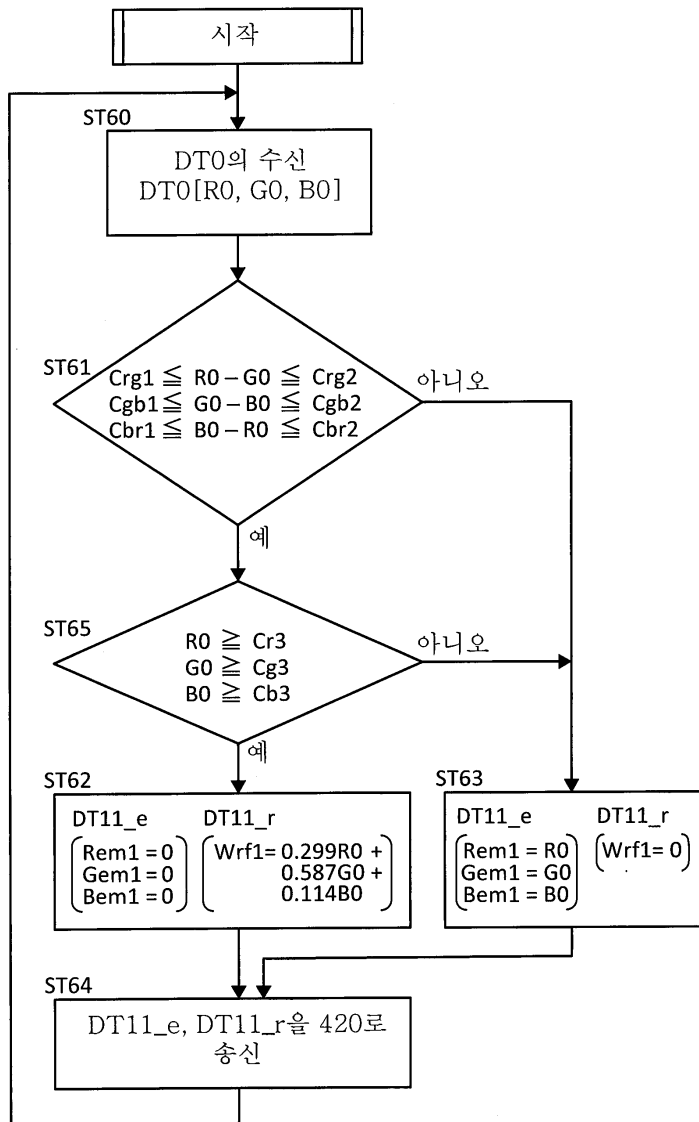 시작
ST60
DT0의 수신
DT0[R0, G0, B0]
ST61
Crg1 ≦ R0 – G0 ≦ Crg2
Cgb1 ≦ G0 – B0 ≦ Cgb2
Cbr1 ≦ B0 – R0 ≦ Cbr2
아니오
예
ST65
R0 ≧ Cr3
G0 ≧ Cg3
B0 ≧ Cb3
아니오
예
ST62
DT11_e DT11_r
Rem1 = 0
Gem1 = 0
Bem1 = 0
Wrf1= 0.299R0 +
0.587G0 +
0.114B0
ST63
DT11_e DT11_r
Rem1 = R0
Gem1 = G0
Bem1 = B0
Wrf1= 0
ST64
DT11_e, DT11_r을 420로
송신